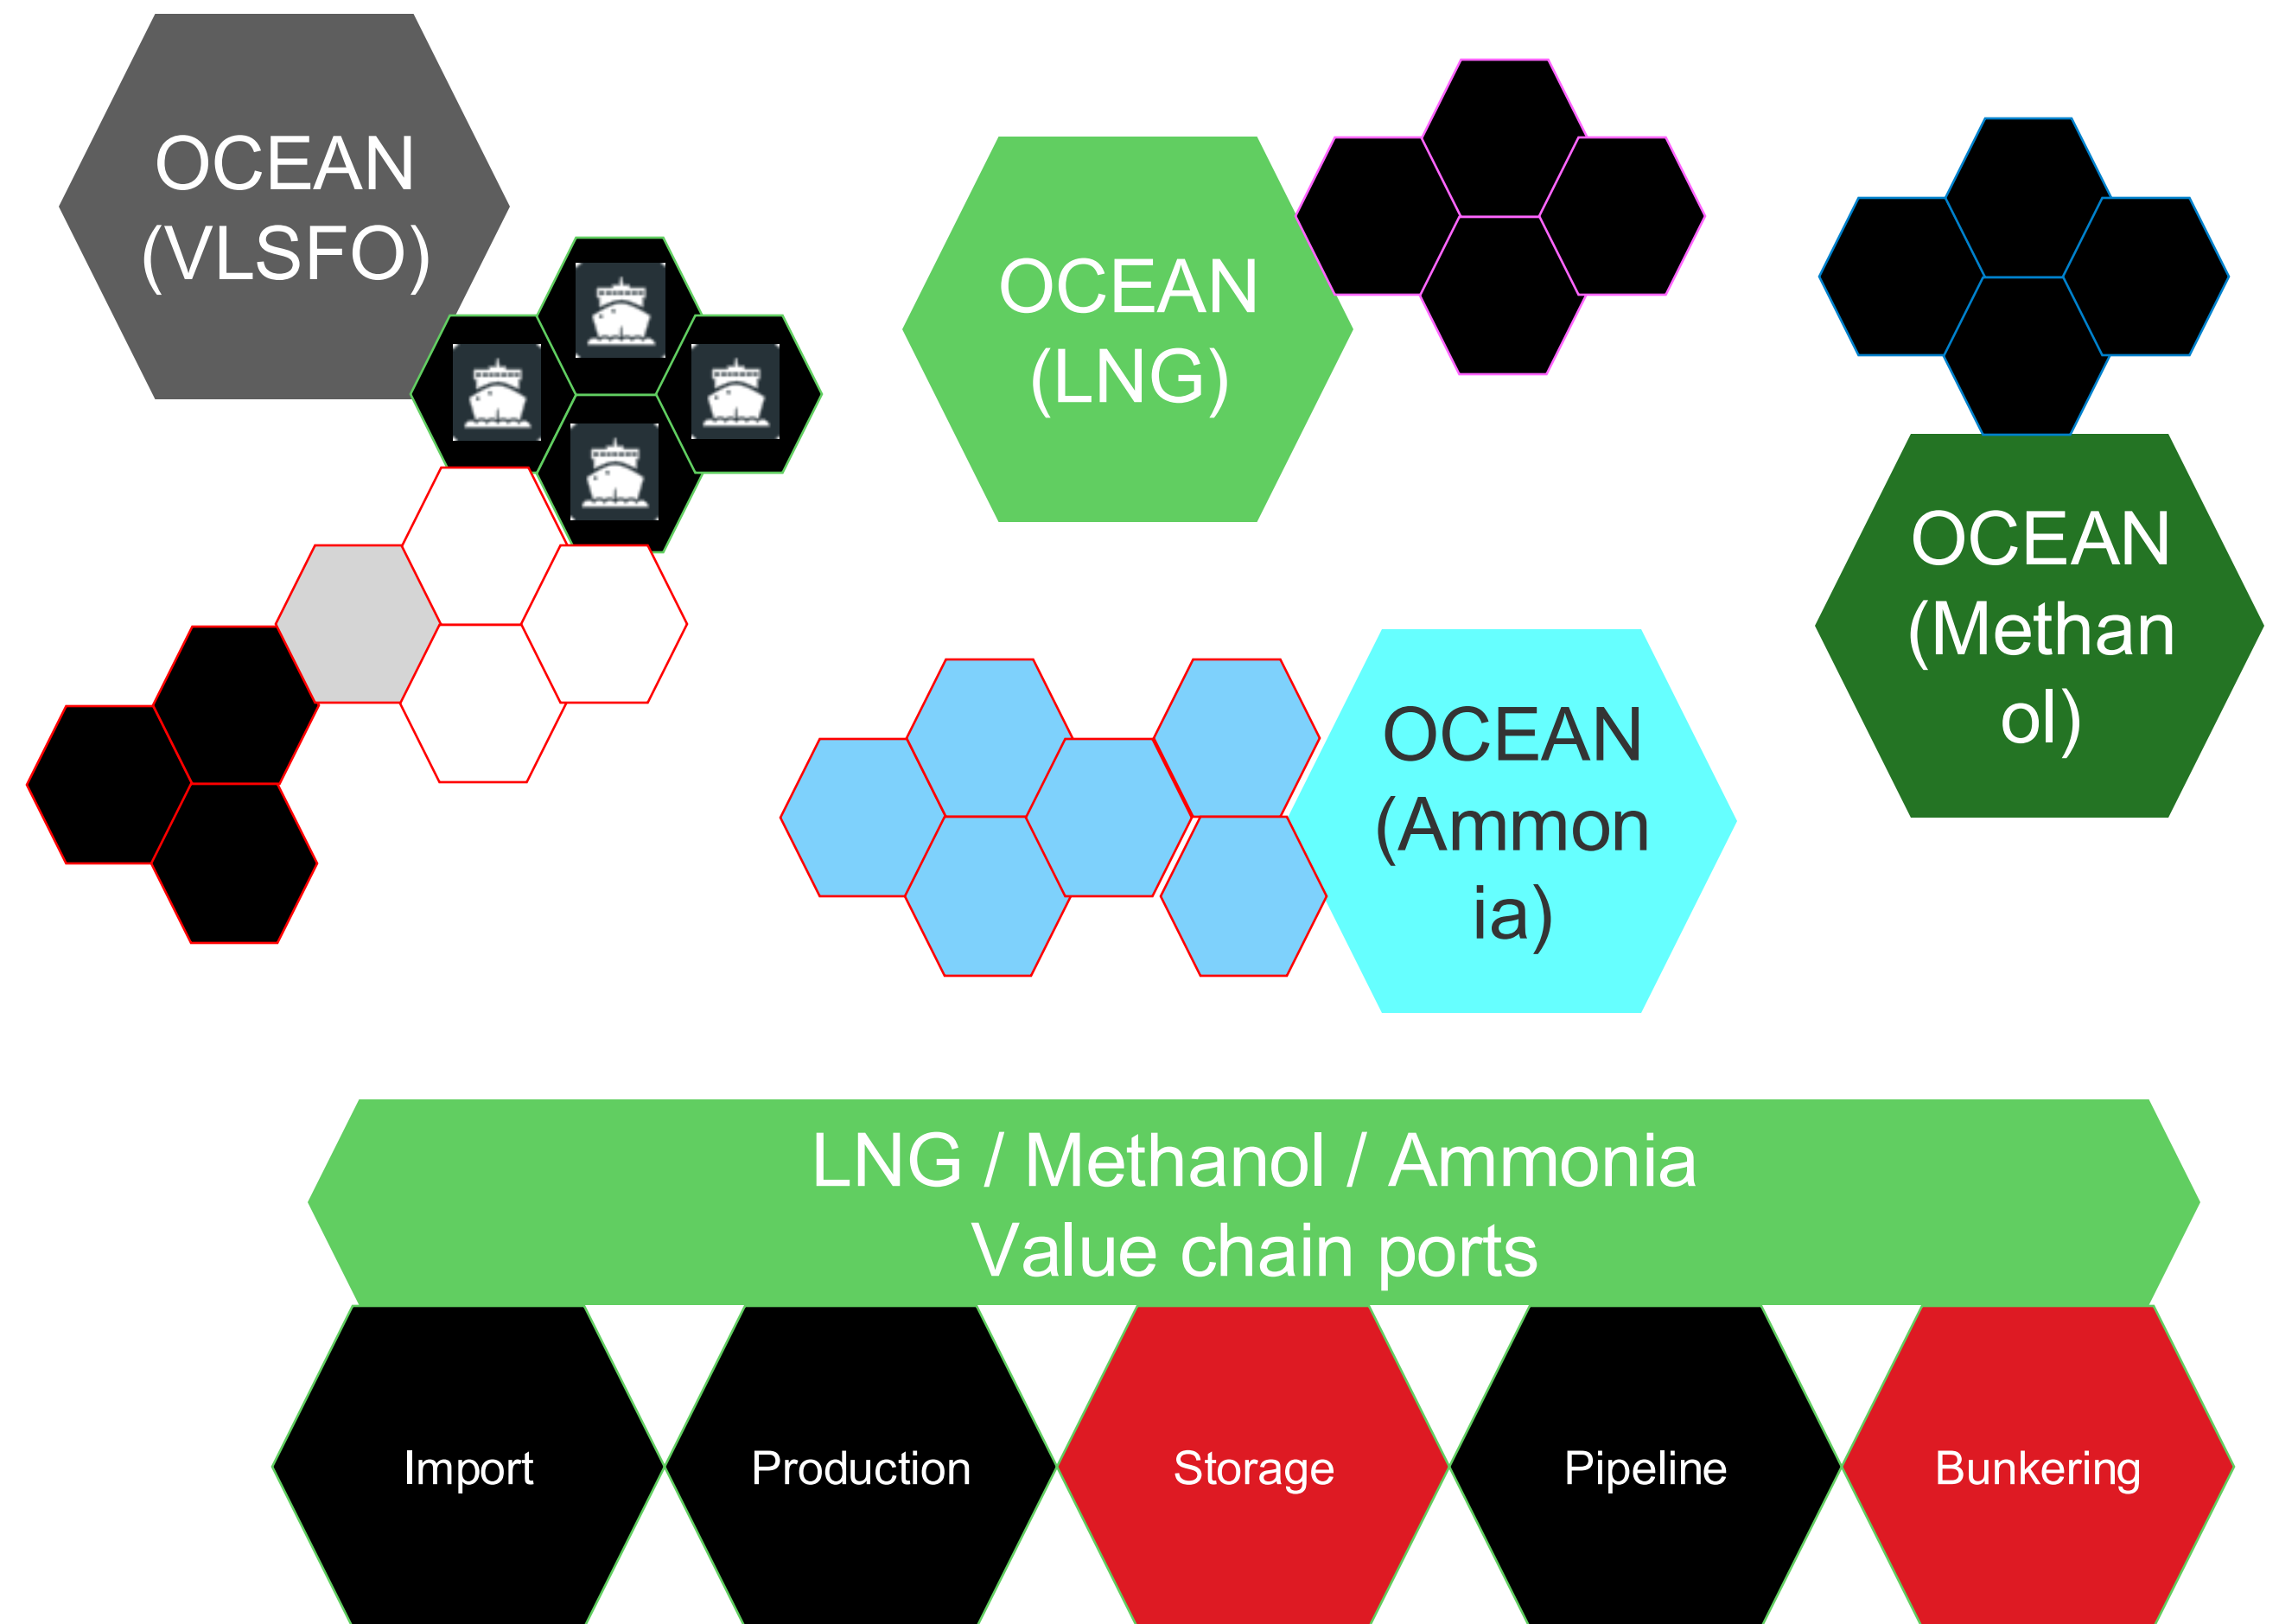 OCEAN
(VLSFO)
OCEAN
(LNG)
OCEAN
(Methan
ol)
OCEAN
(Ammon
ia)
LNG / Methanol / Ammonia
Value chain ports
Import
Production
Storage
Pipeline
Bunkering